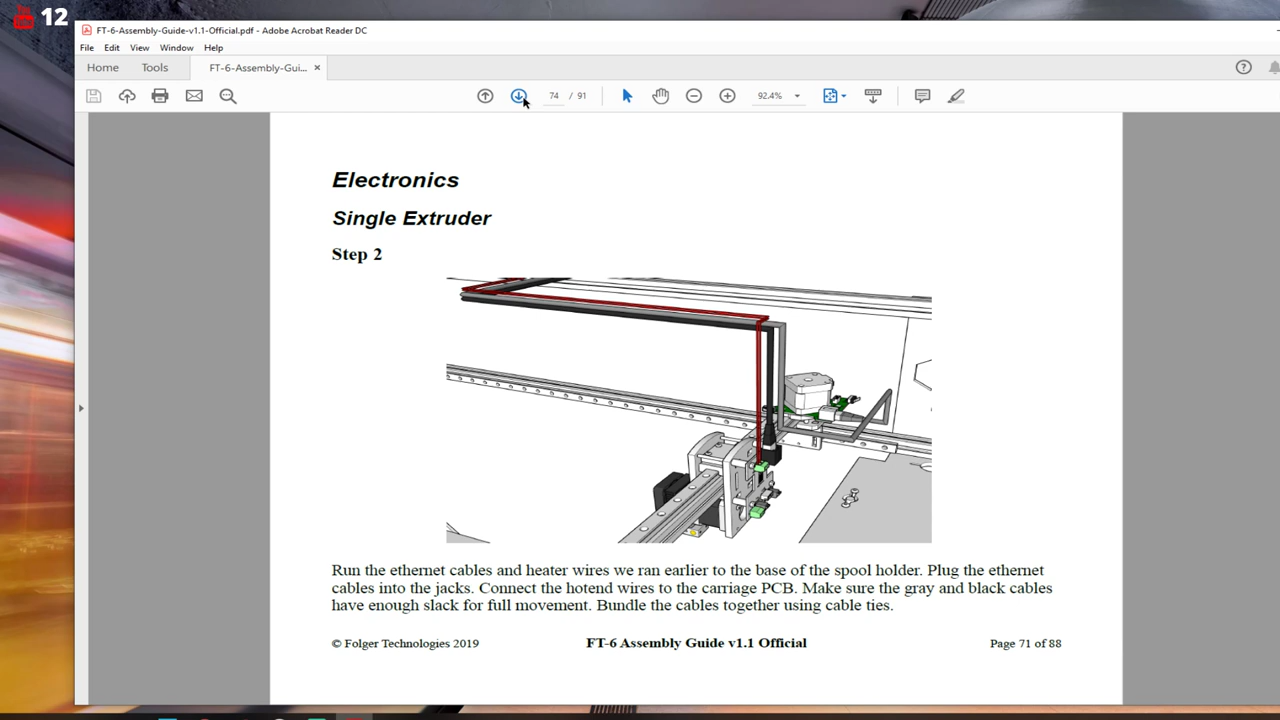 12
FT-6-Assembly-Guide-v1.1-Official.pdf - Adobe Acrobat Reader DC
File Edit View Window Help
Home Tools FT-6-Assembly-Gui... ×
74 / 91 92.4%
Electronics
Single Extruder
Step 2
Run the ethernet cables and heater wires we ran earlier to the base of the spool holder. Plug the ethernet
cables into the jacks. Connect the hotend wires to the carriage PCB. Make sure the gray and black cables
have enough slack for full movement. Bundle the cables together using cable ties.
© Folger Technologies 2019 FT-6 Assembly Guide v1.1 Official Page 71 of 88